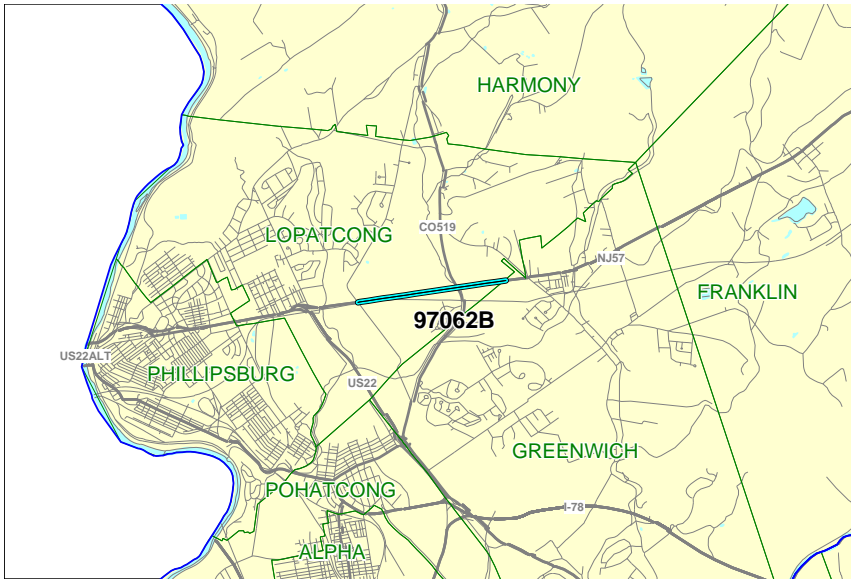 HARMONY
CO519
LOPATCONG
NJ57
FRANKLIN
97062B
US22ALT
PHILLIPSBURG
US22
GREENWICH
POHATCONG
I-78
ALPHA